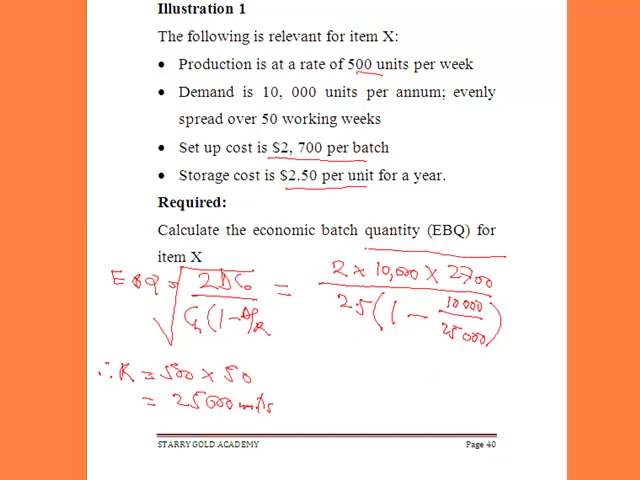 Illustration 1
The following is relevant for item X:
• Production is at a rate of 500 units per week
• Demand is 10, 000 units per annum; evenly
spread over 50 working weeks
• Set up cost is $2, 700 per batch
• Storage cost is $2.50 per unit for a year.
Required:
Calculate the economic batch quantity (EBQ) for
item X
EBQ = √(2DCo / Ch(1 - D/R)) = 2 x 10,000 x 2700 / 2.5(1 - 10000/25000)
∴ R = 500 x 50
= 25000 units
STARRY GOLD ACADEMY Page 40